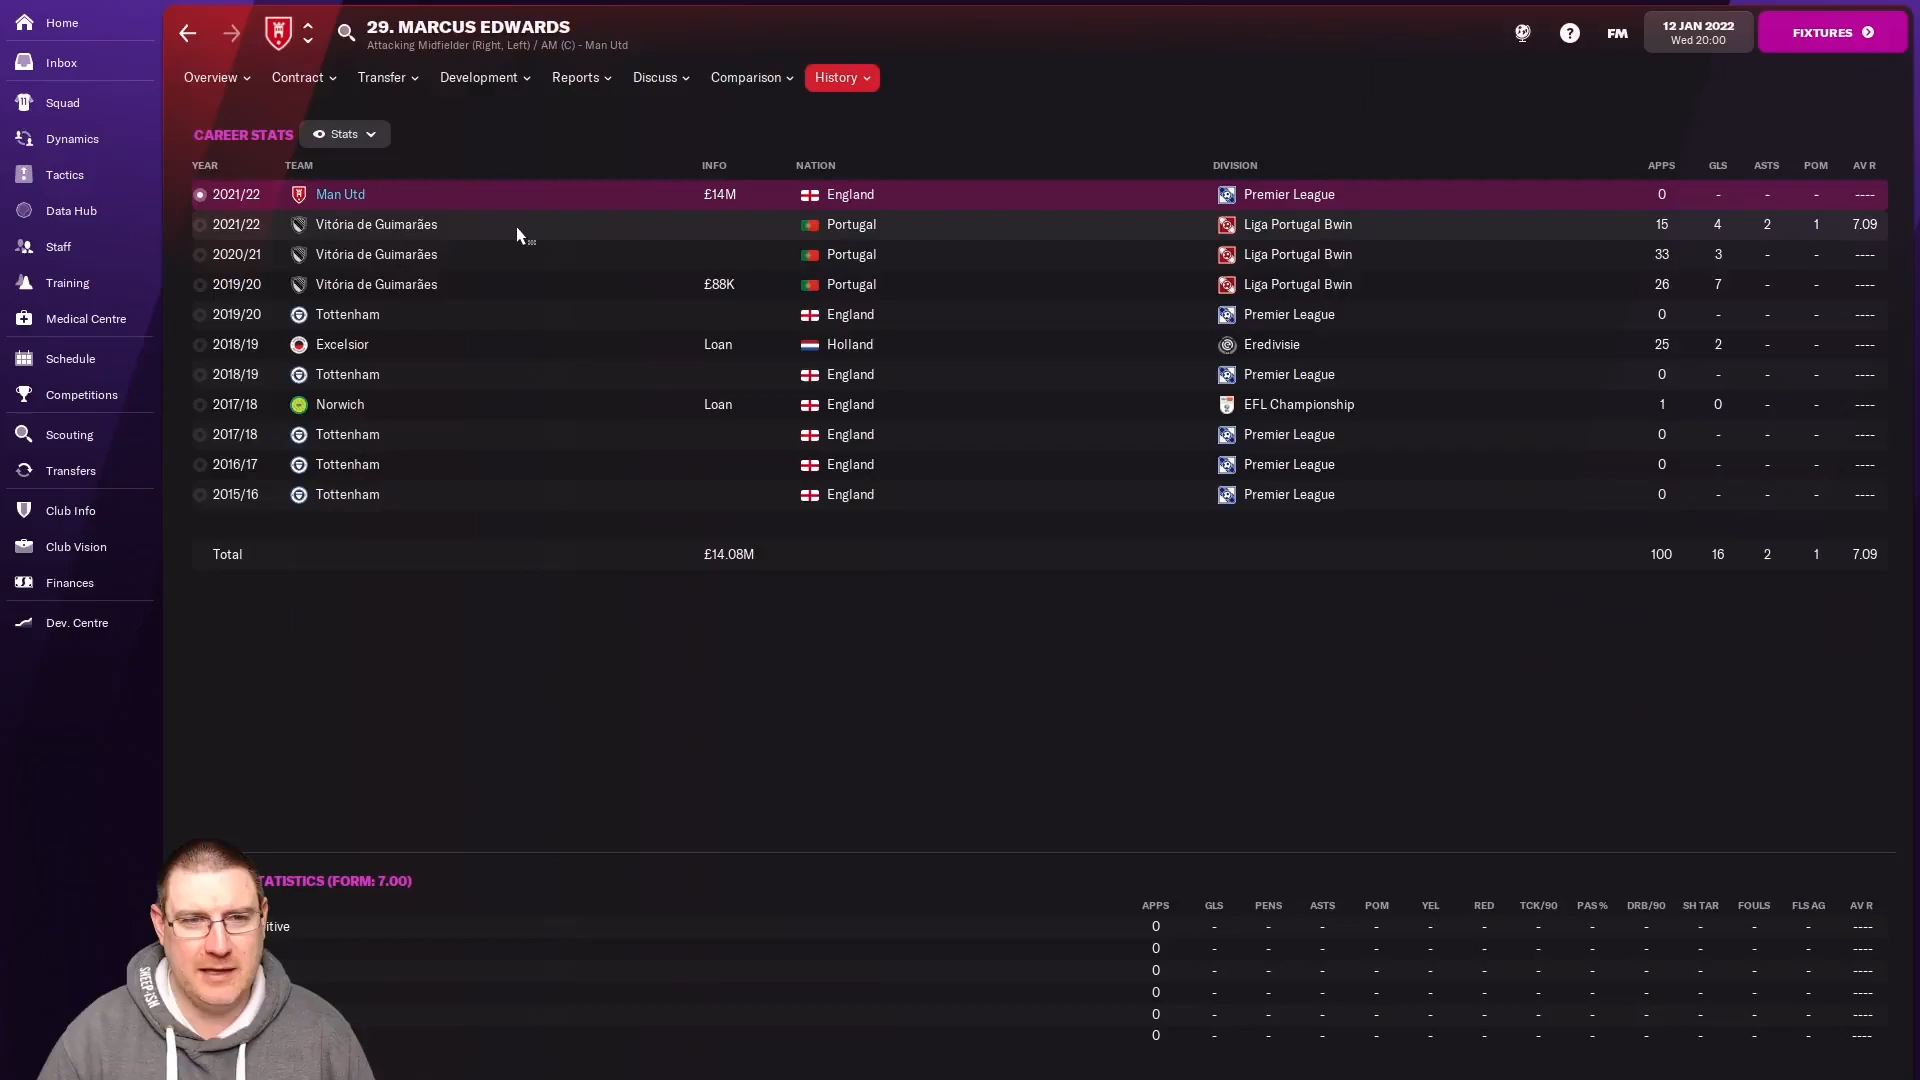 Home
Inbox
Squad
Dynamics
Tactics
Data Hub
Staff
Training
Medical Centre
Schedule
Competitions
Scouting
Transfers
Club Info
Club Vision
Finances
Dev. Centre
29. MARCUS EDWARDS
Attacking Midfielder (Right, Left) / AM (C) - Man Utd
? FM
12 JAN 2022
Wed 20:00
FIXTURES
Overview Contract Transfer Development Reports Discuss Comparison History
CAREER STATS Stats
YEAR TEAM INFO NATION DIVISION APPS GLS ASTS POM AV R
2021/22 Man Utd £14M England Premier League 0 - - - ----
2021/22 Vitória de Guimarães Portugal Liga Portugal Bwin 15 4 2 1 7.09
2020/21 Vitória de Guimarães Portugal Liga Portugal Bwin 33 3 - - ----
2019/20 Vitória de Guimarães £88K Portugal Liga Portugal Bwin 26 7 - - ----
2019/20 Tottenham England Premier League 0 - - - ----
2018/19 Excelsior Loan Holland Eredivisie 25 2 - - ----
2018/19 Tottenham England Premier League 0 - - - ----
2017/18 Norwich Loan England EFL Championship 1 0 - - ----
2017/18 Tottenham England Premier League 0 - - - ----
2016/17 Tottenham England Premier League 0 - - - ----
2015/16 Tottenham England Premier League 0 - - - ----
Total £14.08M 100 16 2 1 7.09
TATISTICS (FORM: 7.00)
APPS GLS PENS ASTS POM YEL RED TCK/90 PAS % DRB/90 SH TAR FOULS FLS AG AV R
itive 0 - - - - - - - - - - - - ----
0 - - - - - - - - - - - - ----
0 - - - - - - - - - - - - ----
0 - - - - - - - - - - - - ----
0 - - - - - - - - - - - - ----
0 - - - - - - - - - - - - ----
SHEEP-ISH